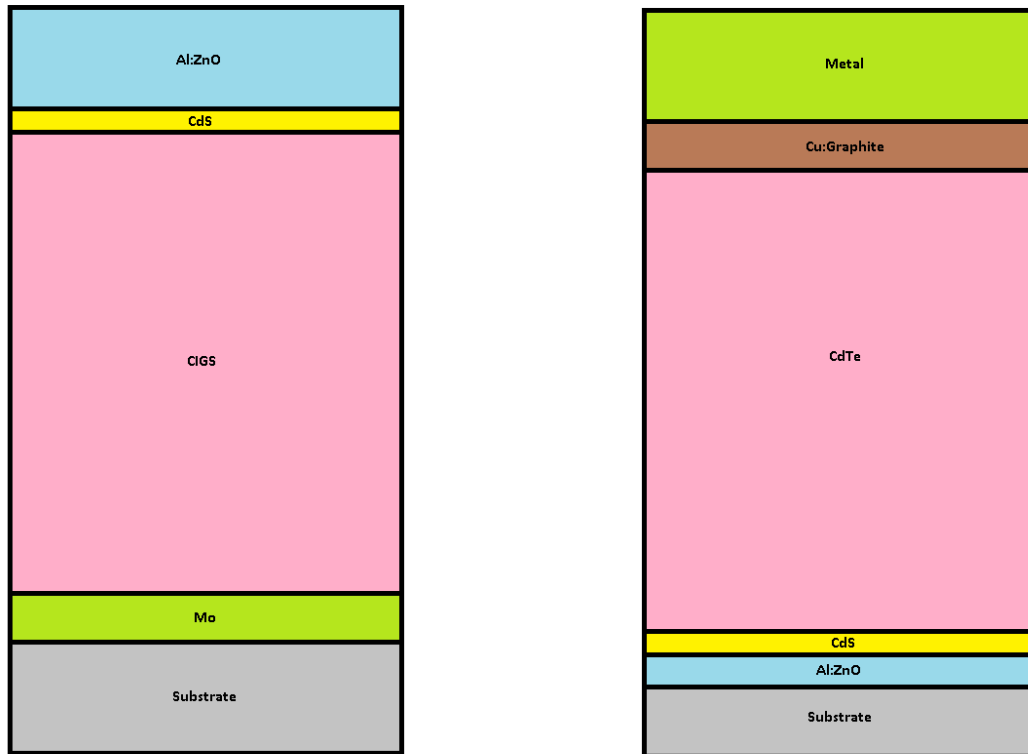 Al:ZnO
CdS
CIGS
Mo
Substrate
Metal
Cu:Graphite
CdTe
CdS
Al:ZnO
Substrate